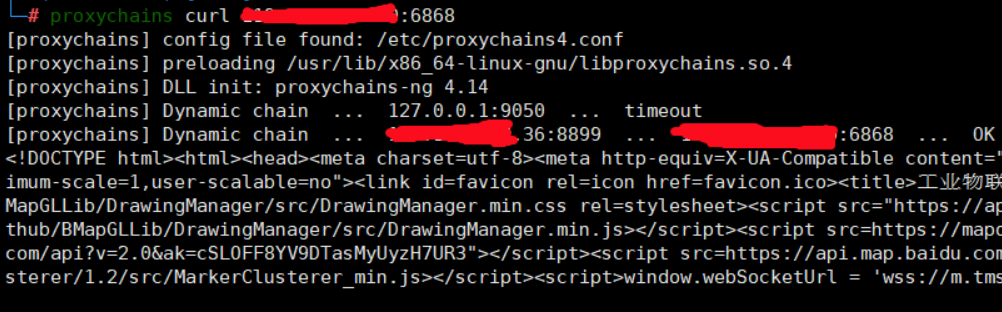 └─# proxychains curl :6868
[proxychains] config file found: /etc/proxychains4.conf
[proxychains] preloading /usr/lib/x86_64-linux-gnu/libproxychains.so.4
[proxychains] DLL init: proxychains-ng 4.14
[proxychains] Dynamic chain  ...  127.0.0.1:9050  ...  timeout
[proxychains] Dynamic chain  ...  .36:8899  ...  :6868  ...  OK
<!DOCTYPE html><html><head><meta charset=utf-8><meta http-equiv=X-UA-Compatible content="
imum-scale=1,user-scalable=no"><link id=favicon rel=icon href=favicon.ico><title>工业物联
MapGLLib/DrawingManager/src/DrawingManager.min.css rel=stylesheet><script src="https://ap
thub/BMapGLLib/DrawingManager/src/DrawingManager.min.js></script><script src=https://mapo
com/api?v=2.0&ak=cSLOFF8YV9DTasMyUyzH7UR3"></script><script src=https://api.map.baidu.com
sterer/1.2/src/MarkerClusterer_min.js></script><script>window.webSocketUrl = 'wss://m.tms